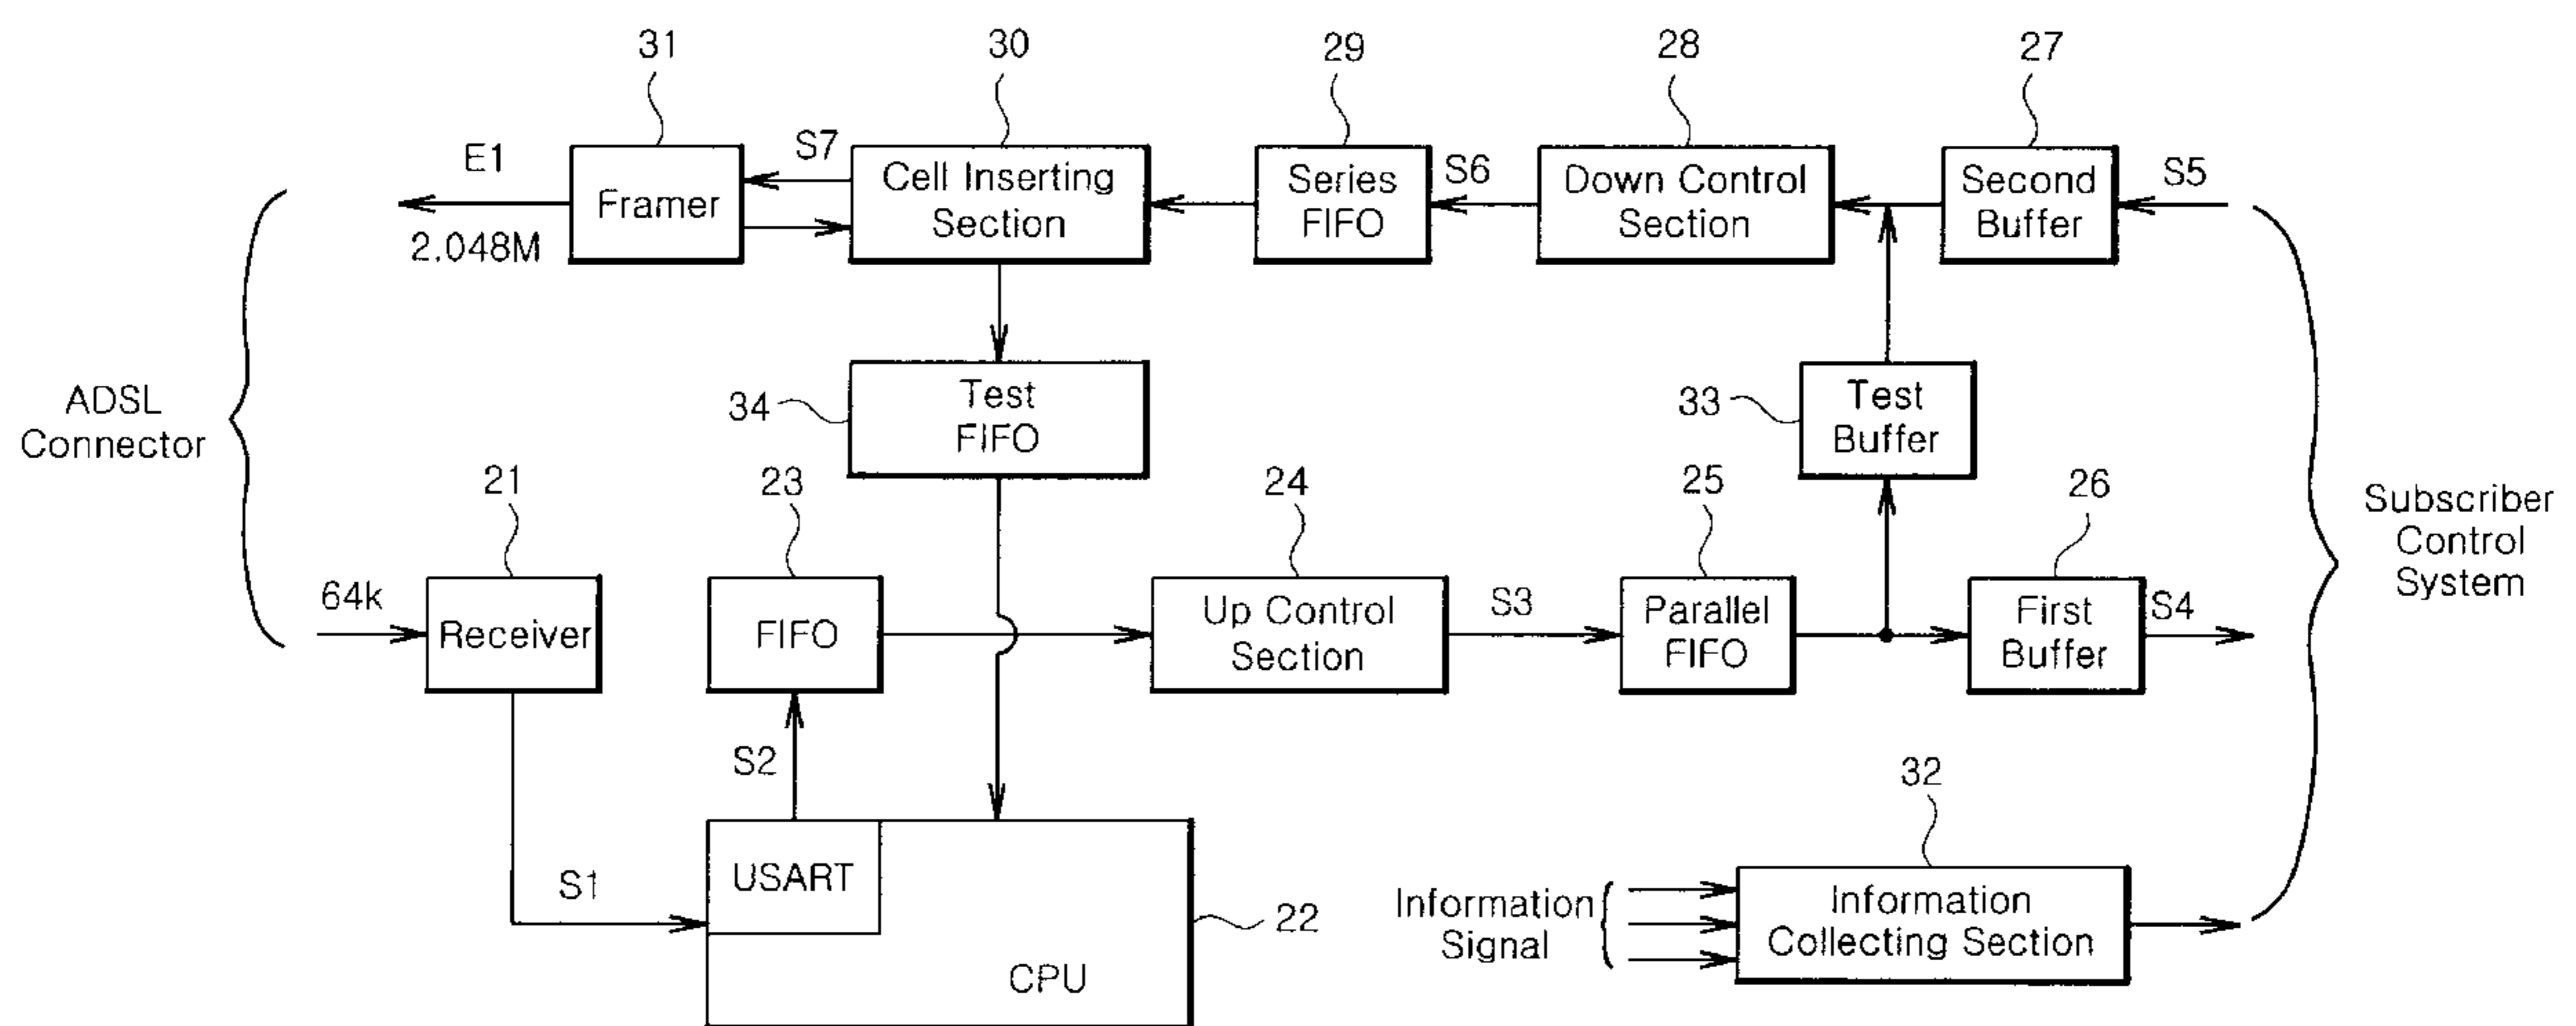 31
30
29
28
27
E1
S7
Cell Inserting
Section
Series
FIFO
S6
Down Control
Section
Second
Buffer
S5
Framer
2.048M
ADSL
Connector
34
Test
FIFO
33
Test
Buffer
Subscriber
Control
System
21
23
24
25
26
64k
Receiver
FIFO
Up Control
Section
S3
Parallel
FIFO
First
Buffer
S4
S2
32
S1
USART
22
CPU
Information
Signal
Information
Collecting Section